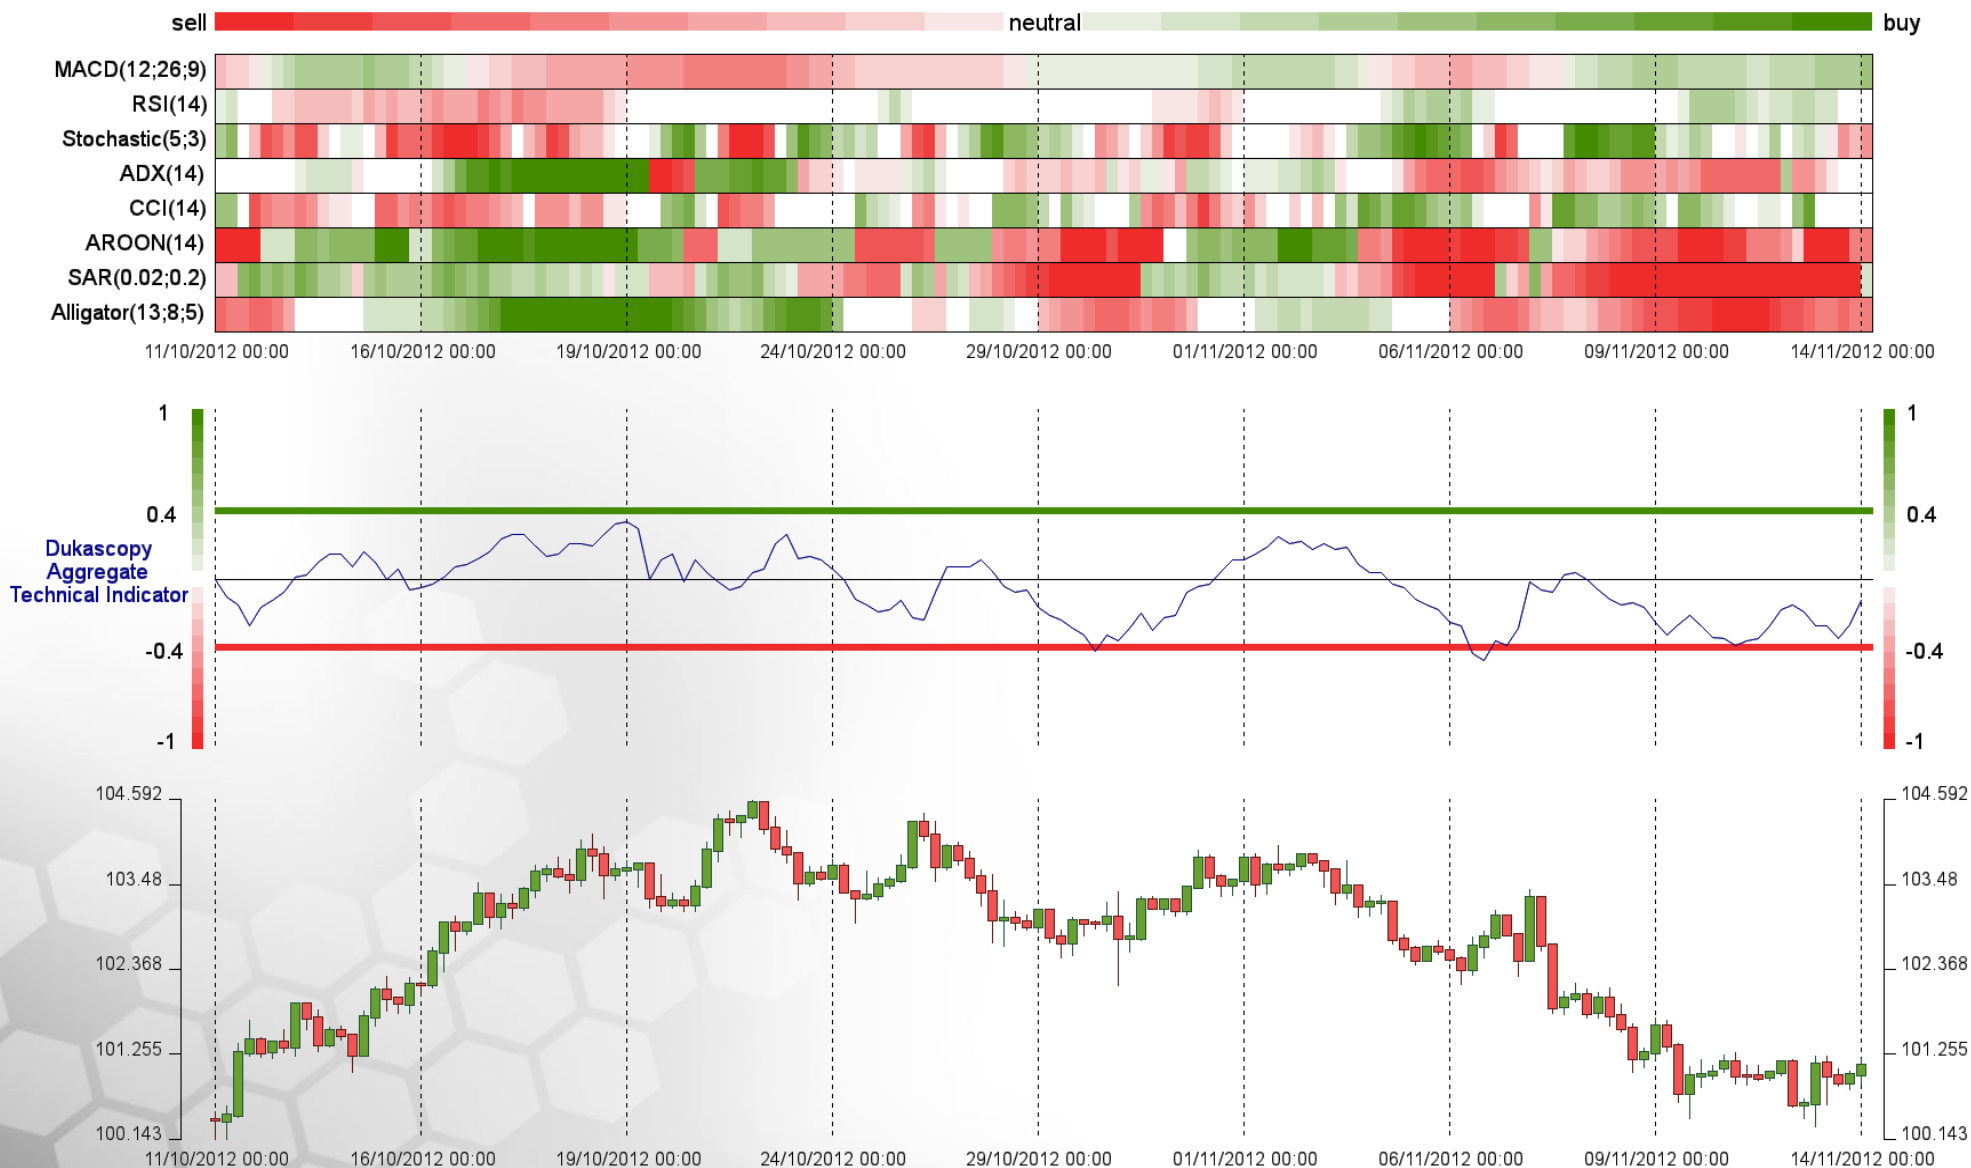 sell neutral buy
MACD(12;26;9)
RSI(14)
Stochastic(5;3)
ADX(14)
CCI(14)
AROON(14)
SAR(0.02;0.2)
Alligator(13;8;5)
11/10/2012 00:00 16/10/2012 00:00 19/10/2012 00:00 24/10/2012 00:00 29/10/2012 00:00 01/11/2012 00:00 06/11/2012 00:00 09/11/2012 00:00 14/11/2012 00:00
1 1
0.4 0.4
Dukascopy
Aggregate
Technical Indicator
-0.4 -0.4
-1 -1
104.592 104.592
103.48 103.48
102.368 102.368
101.255 101.255
100.143 100.143
11/10/2012 00:00 16/10/2012 00:00 19/10/2012 00:00 24/10/2012 00:00 29/10/2012 00:00 01/11/2012 00:00 06/11/2012 00:00 09/11/2012 00:00 14/11/2012 00:00